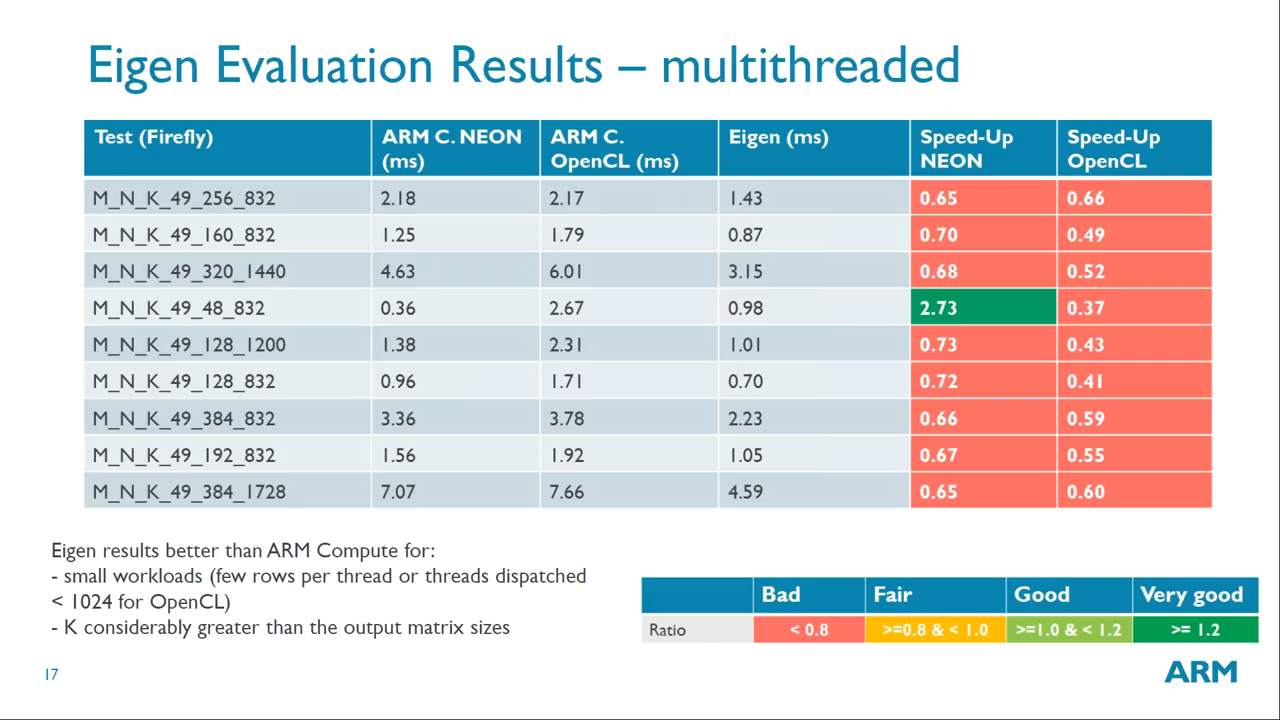 Eigen Evaluation Results – multithreaded
Test (Firefly) ARM C. NEON (ms) ARM C. OpenCL (ms) Eigen (ms) Speed-Up NEON Speed-Up OpenCL
M_N_K_49_256_832 2.18 2.17 1.43 0.65 0.66
M_N_K_49_160_832 1.25 1.79 0.87 0.70 0.49
M_N_K_49_320_1440 4.63 6.01 3.15 0.68 0.52
M_N_K_49_48_832 0.36 2.67 0.98 2.73 0.37
M_N_K_49_128_1200 1.38 2.31 1.01 0.73 0.43
M_N_K_49_128_832 0.96 1.71 0.70 0.72 0.41
M_N_K_49_384_832 3.36 3.78 2.23 0.66 0.59
M_N_K_49_192_832 1.56 1.92 1.05 0.67 0.55
M_N_K_49_384_1728 7.07 7.66 4.59 0.65 0.60
Eigen results better than ARM Compute for:
- small workloads (few rows per thread or threads dispatched
< 1024 for OpenCL)
- K considerably greater than the output matrix sizes
Bad Fair Good Very good
Ratio < 0.8 >=0.8 & < 1.0 >=1.0 & < 1.2 >= 1.2
17
ARM